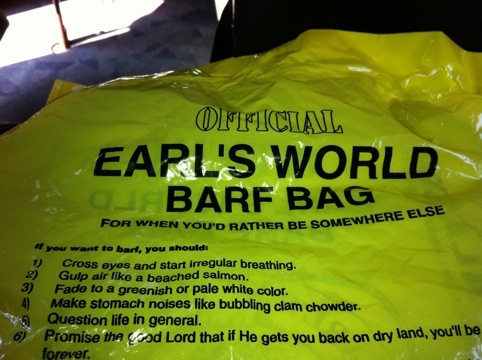 OFFICIAL
EARL'S WORLD
BARF BAG
FOR WHEN YOU'D RATHER BE SOMEWHERE ELSE
If you want to barf, you should:
1) Cross eyes and start irregular breathing.
2) Gulp air like a beached salmon.
3) Fade to a greenish or pale white color.
4) Make stomach noises like bubbling clam chowder.
5) Question life in general.
6) Promise the good Lord that if He gets you back on dry land, you'll be
forever.